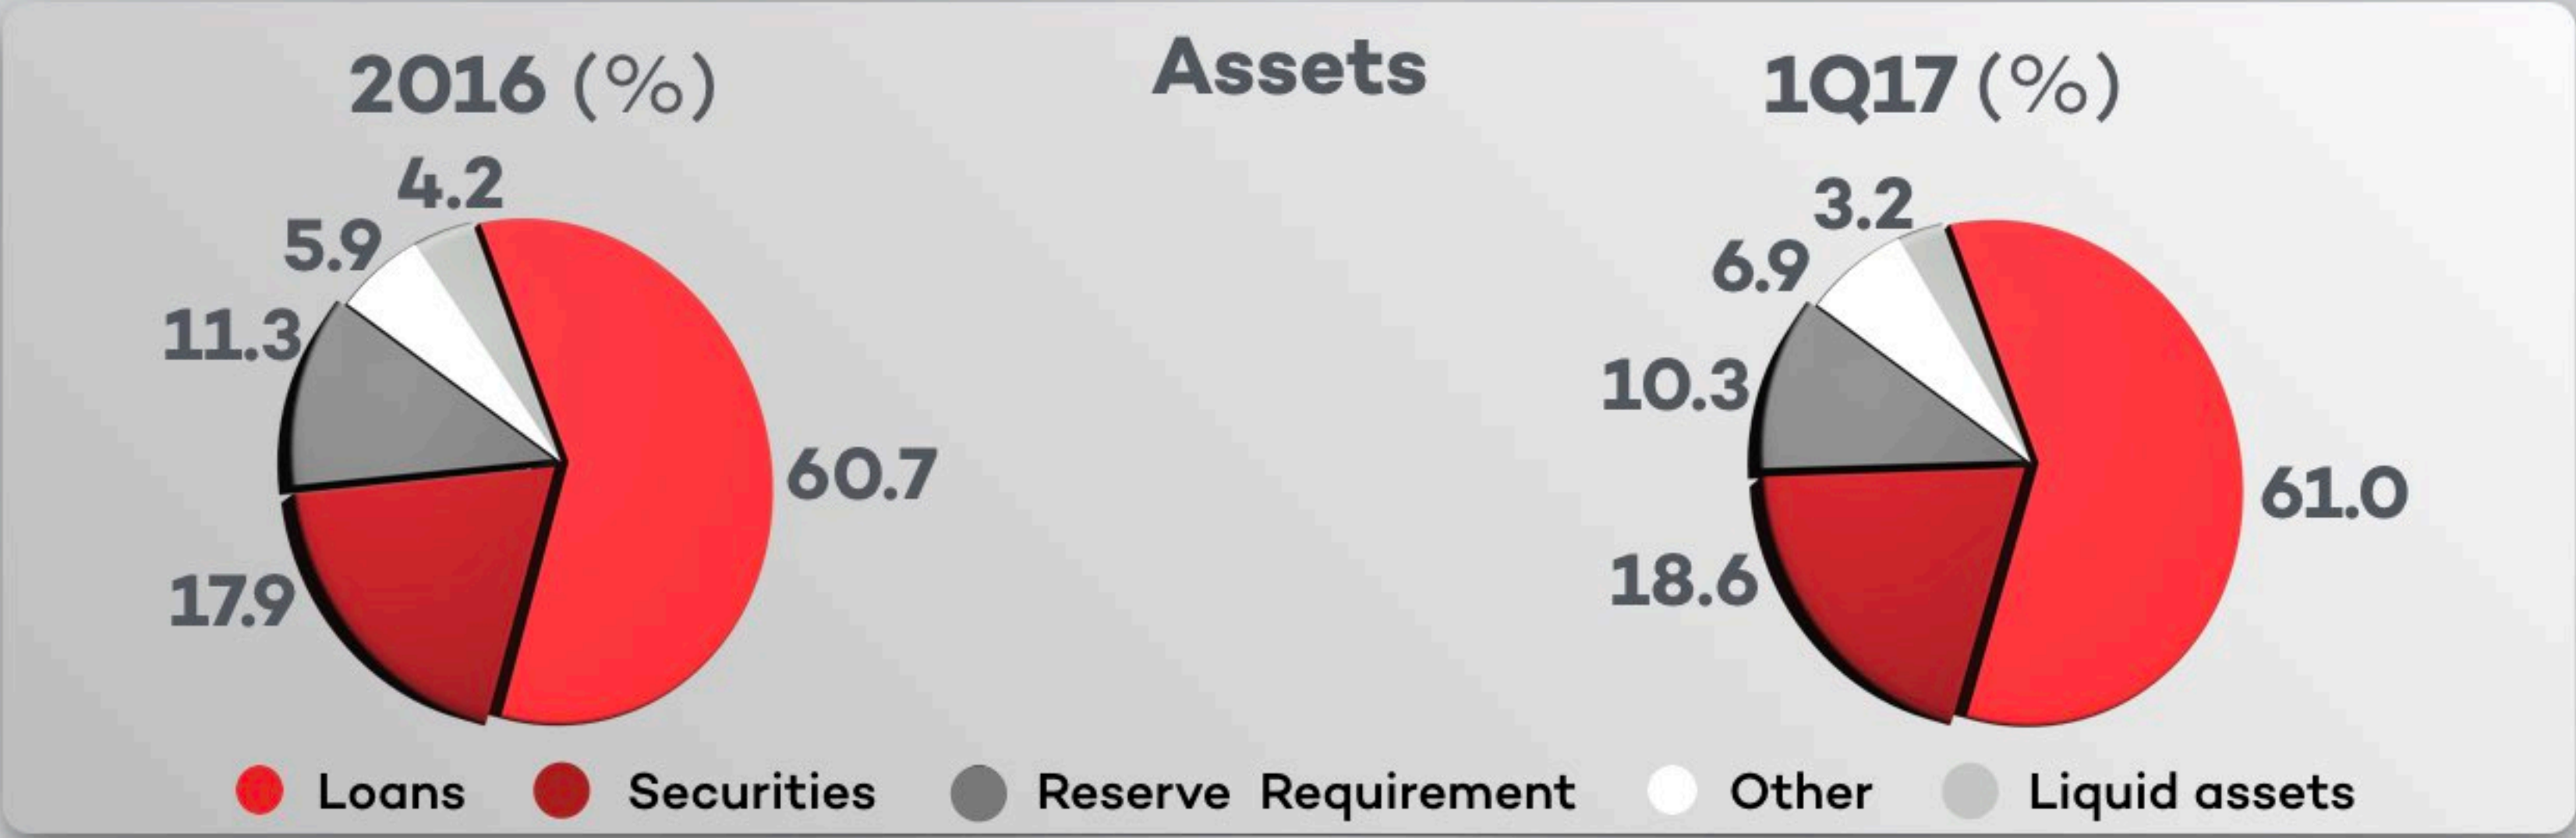 Assets
2016 (%)
4.2
5.9
11.3
17.9
60.7
1Q17 (%)
3.2
6.9
10.3
18.6
61.0
Loans
Securities
Reserve Requirement
Other
Liquid assets